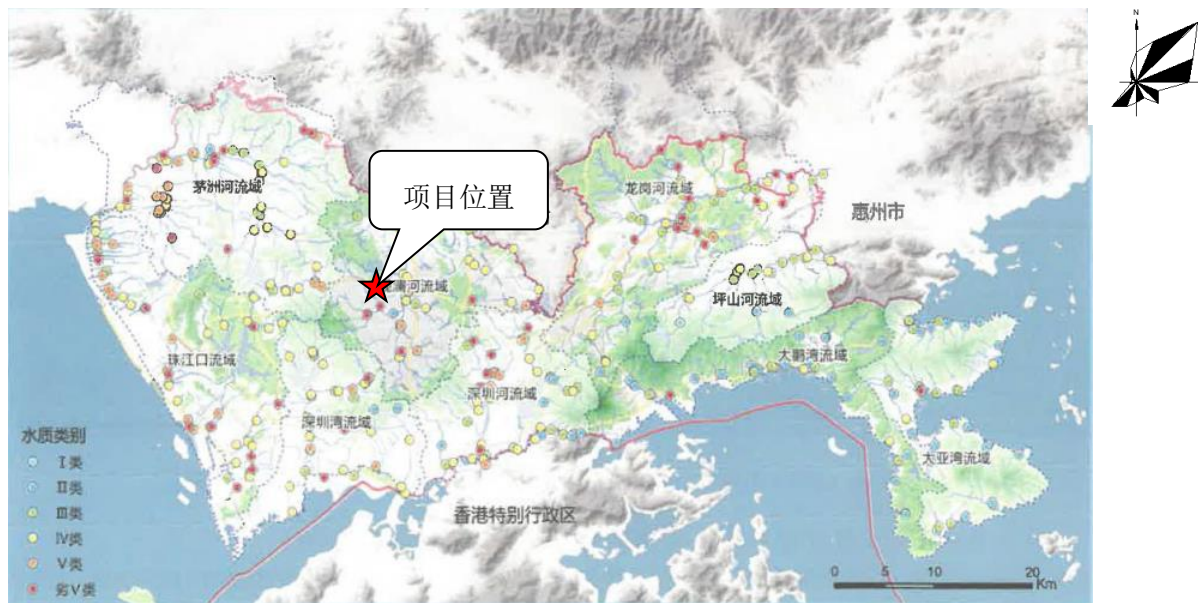 N
茅洲河流域
项目位置
龙岗河流域
惠州市
澜河流域
坪山河流域
珠江口流域
大鹏湾流域
深圳河流域
深圳湾流域
大亚湾流域
香港特别行政区
水质类别
Ⅰ类
Ⅱ类
Ⅲ类
Ⅳ类
Ⅴ类
劣Ⅴ类
0 5 10 20
Km